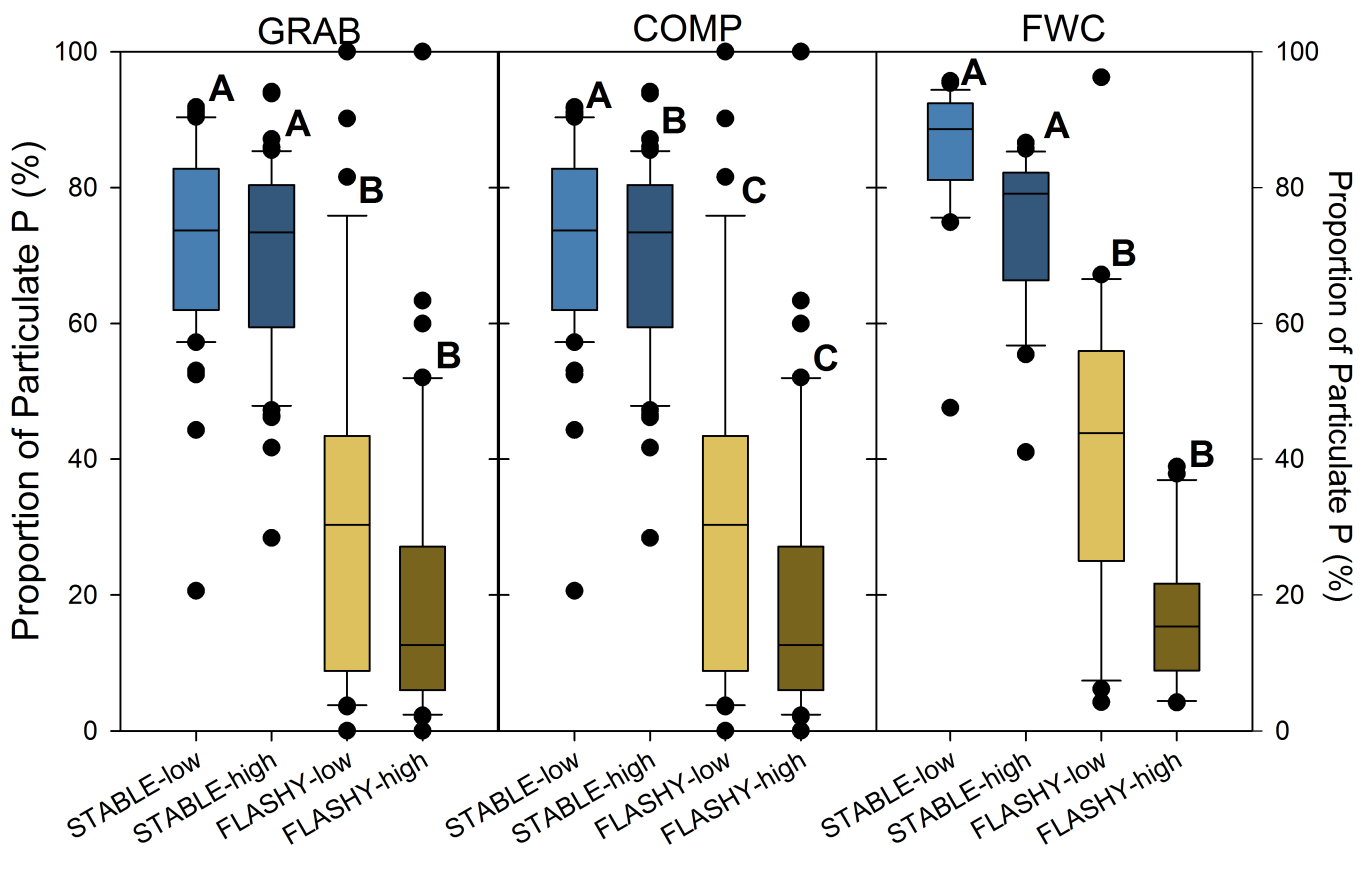 GRAB COMP FWC
Proportion of Particulate P (%)
100 80 60 40 20 0
A A B B
A B C C
A A B B
100 80 60 40 20 0
Proportion of Particulate P (%)
STABLE-low STABLE-high FLASHY-low FLASHY-high
STABLE-low STABLE-high FLASHY-low FLASHY-high
STABLE-low STABLE-high FLASHY-low FLASHY-high